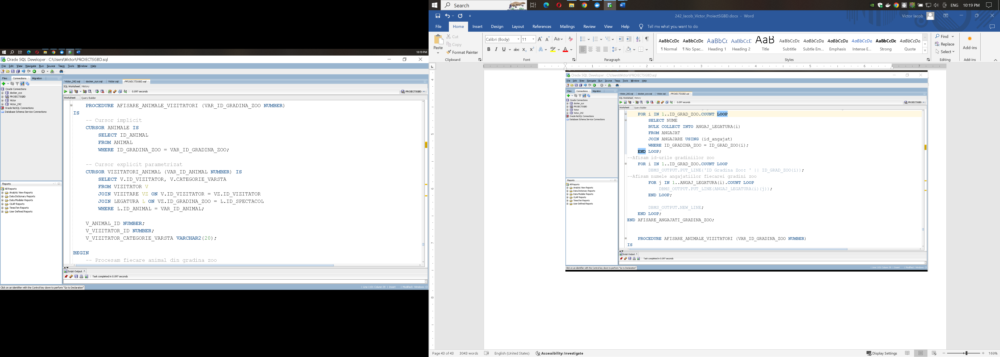 10:19 PM
Oracle SQL Developer : C:\Users\Victor\PROIECTSGBD.sql
File Edit View Navigate Run Source Team Tools Window Help
Files Connections Migration
Oracle Connections
docker_sys
PROIECTSGBD
Victor
Victor_242
Oracle NoSQL Connections
Database Schema Service Connections
Reports
All Reports
Analytic View Reports
Data Dictionary Reports
Data Modeler Reports
OLAP Reports
TimesTen Reports
User Defined Reports
Victor_242.sql docker_sys.sql Victor.sql PROIECTSGBD.sql
SQL Worksheet History
0.097 seconds
PROIECTSGBD
Worksheet Query Builder
PROCEDURE AFISARE_ANIMALE_VIZITATORI (VAR_ID_GRADINA_ZOO NUMBER)
IS
-- Cursor implicit
CURSOR ANIMALE IS
SELECT ID_ANIMAL
FROM ANIMAL
WHERE ID_GRADINA_ZOO = VAR_ID_GRADINA_ZOO;
-- Cursor explicit parametrizat
CURSOR VIZITATORI_ANIMAL (VAR_ID_ANIMAL NUMBER) IS
SELECT V.ID_VIZITATOR, V.CATEGORIE_VARSTA
FROM VIZITATOR V
JOIN VIZITARE VZ ON V.ID_VIZITATOR = VZ.ID_VIZITATOR
JOIN LEGATURA L ON VZ.ID_GRADINA_ZOO = L.ID_SPECTACOL
WHERE L.ID_ANIMAL = VAR_ID_ANIMAL;
V_ANIMAL_ID NUMBER;
V_VIZITATOR_ID NUMBER;
V_VIZITATOR_CATEGORIE_VARSTA VARCHAR2(20);
BEGIN
-- Procesam fiecare animal din gradina zoo
Script Output
Task completed in 0.097 seconds
Click on an identifier with the Control key down to perform "Go to Declaration"
Line 1101 Column 39 Insert Modified Windows: Cl
Search
ENG 10:19 PM
242_Iacob_Victor_ProiectSGBD.docx - Word
Victor Iacob
File Home Insert Design Layout References Mailings Review View Help Tell me what you want to do
Paste
Cut
Copy
Format Painter
Clipboard
Calibri (Body) 11
Font
Paragraph
AaBbCcDc AaBbCcDc AaBbCc AaBbCcE AaB AaBbCcDc AaBbCcDa AaBbCcDa AaBbCcDa AaBbCcDc AaBbCcDa
¶ Normal ¶ No Spac... Heading 1 Heading 2 Title Subtitle Subtle Em... Emphasis Intense E... Strong Quote
Styles
Find
Replace
Select
Editing
Add-ins
Add-ins
1 1 2 3 4 5 6 7
4
5
6
7
8
Oracle SQL Developer : C:\Users\Victor\PROIECTSGBD.sql
File Edit View Navigate Run Source Team Tools Window Help
Files Connections Migration
Oracle Connections
docker_sys
PROIECTSGBD
Victor
Victor_242
Oracle NoSQL Connections
Database Schema Service Connections
Reports
All Reports
Analytic View Reports
Data Dictionary Reports
Data Modeler Reports
OLAP Reports
TimesTen Reports
User Defined Reports
Victor_242.sql docker_sys.sql Victor.sql PROIECTSGBD.sql
SQL Worksheet History
0.097 seconds
PROIECTSGBD
Worksheet Query Builder
FOR i IN 1..ID_GRAD_ZOO.COUNT LOOP
SELECT NUME
BULK COLLECT INTO ANGAJ_LEGATURA(i)
FROM ANGAJAT
JOIN ANGAJARE USING (id_angajat)
WHERE ID_GRADINA_ZOO = ID_GRAD_ZOO(i);
END LOOP;
--Afisam id-urile gradiniilor zoo
FOR i IN 1..ID_GRAD_ZOO.COUNT LOOP
DBMS_OUTPUT.PUT_LINE('ID Gradina Zoo: ' || ID_GRAD_ZOO(i));
--Afisam numele angajatiilor fiecarei gradini zoo
FOR j IN 1..ANGAJ_LEGATURA(i).COUNT LOOP
DBMS_OUTPUT.PUT_LINE(ANGAJ_LEGATURA(i)(j));
END LOOP;
DBMS_OUTPUT.NEW_LINE;
END LOOP;
END AFISARE_ANGAJATI_GRADINA_ZOO;
PROCEDURE AFISARE_ANIMALE_VIZITATORI (VAR_ID_GRADINA_ZOO NUMBER)
IS
Script Output
Task completed in 0.097 seconds
Click on an identifier with the Control key down to perform "Go to Declaration"
Line 1101 Column 39 Insert Modified Windows: Cl
Page 43 of 43 3043 words English (United States) Accessibility: Investigate
Display Settings 169%